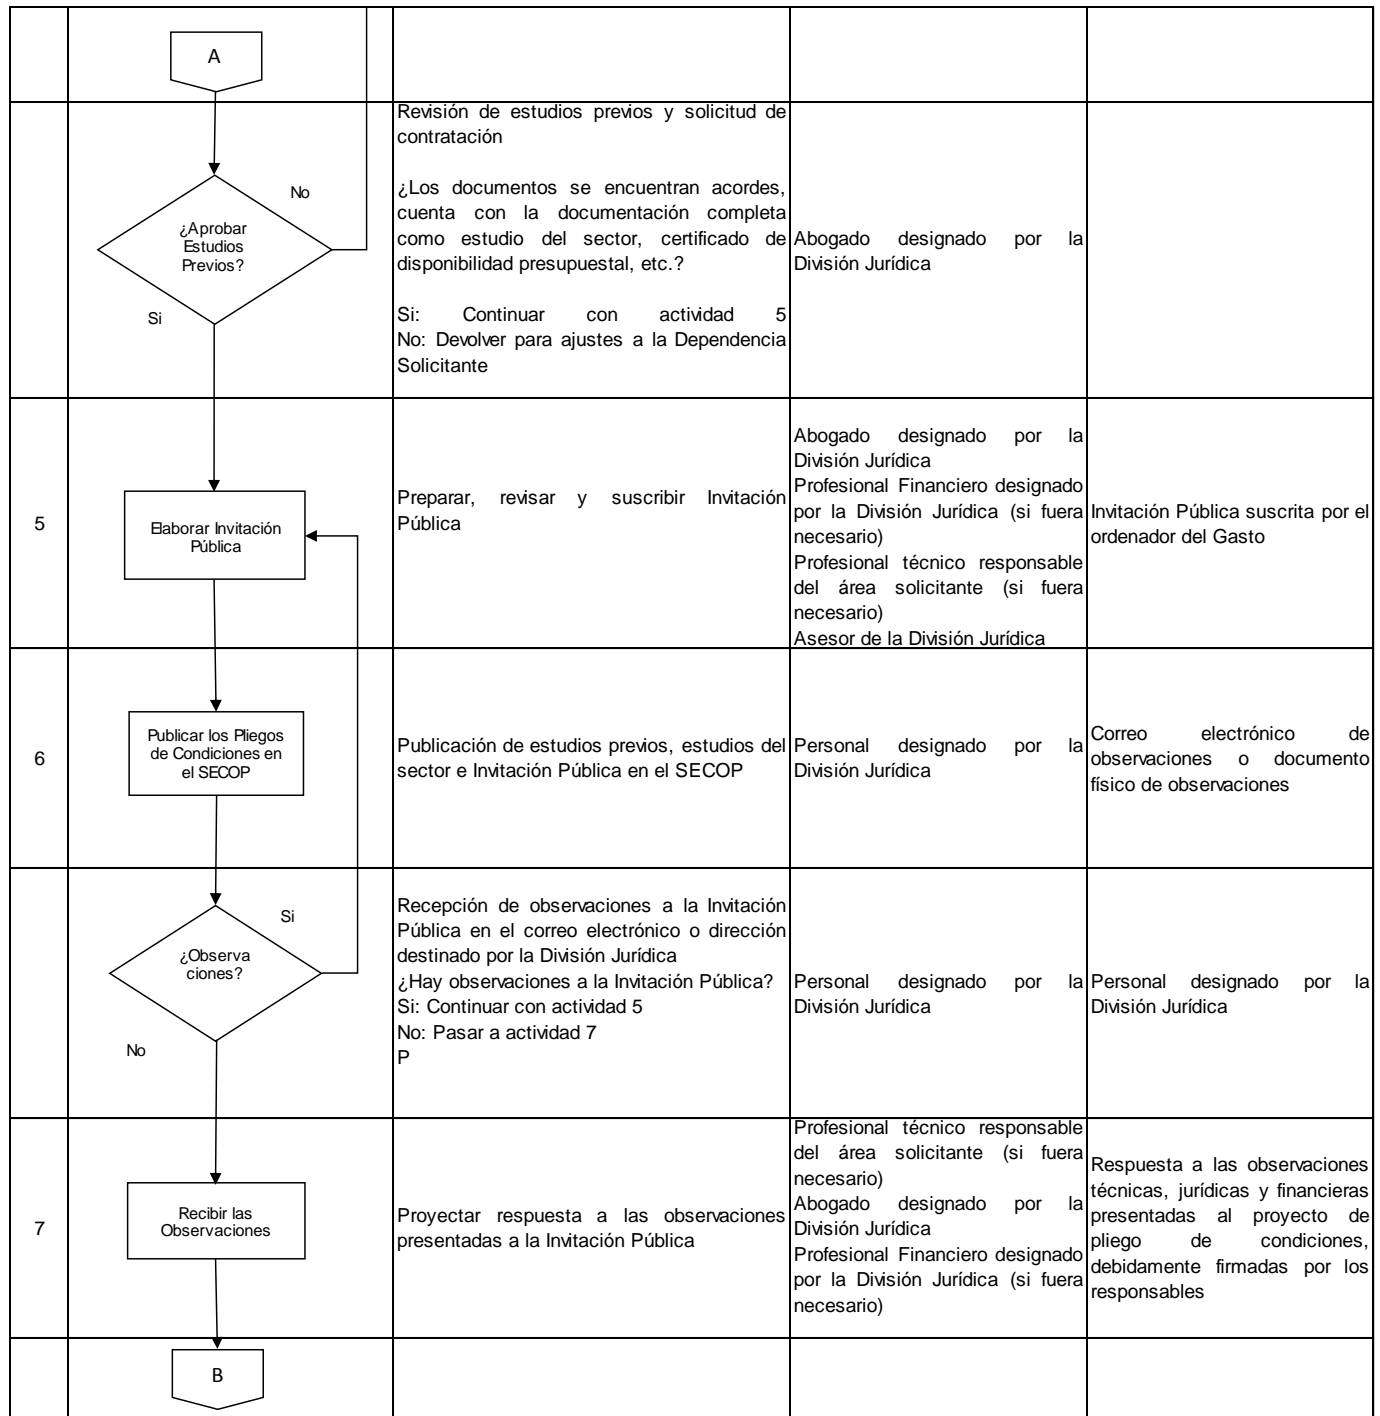 A
No
¿Aprobar
Estudios
Previos?
Si
Revisión de estudios previos y solicitud de
contratación
¿Los documentos se encuentran acordes,
cuenta con la documentación completa
como estudio del sector, certificado de
disponibilidad presupuestal, etc.?
Si: Continuar con actividad 5
No: Devolver para ajustes a la Dependencia
Solicitante
Abogado designado por la
División Jurídica
5
Elaborar Invitación
Pública
Preparar, revisar y suscribir Invitación
Pública
Abogado designado por la
División Jurídica
Profesional Financiero designado
por la División Jurídica (si fuera
necesario)
Profesional técnico responsable
del área solicitante (si fuera
necesario)
Asesor de la División Jurídica
Invitación Pública suscrita por el
ordenador del Gasto
6
Publicar los Pliegos
de Condiciones en
el SECOP
Publicación de estudios previos, estudios del
sector e Invitación Pública en el SECOP
Personal designado por la
División Jurídica
Correo electrónico de
observaciones o documento
físico de observaciones
Si
¿Observa
ciones?
No
Recepción de observaciones a la Invitación
Pública en el correo electrónico o dirección
destinado por la División Jurídica
¿Hay observaciones a la Invitación Pública?
Si: Continuar con actividad 5
No: Pasar a actividad 7
P
Personal designado por la
División Jurídica
Personal designado por la
División Jurídica
7
Recibir las
Observaciones
Proyectar respuesta a las observaciones
presentadas a la Invitación Pública
Profesional técnico responsable
del área solicitante (si fuera
necesario)
Abogado designado por la
División Jurídica
Profesional Financiero designado
por la División Jurídica (si fuera
necesario)
Respuesta a las observaciones
técnicas, jurídicas y financieras
presentadas al proyecto de
pliego de condiciones,
debidamente firmadas por los
responsables
B